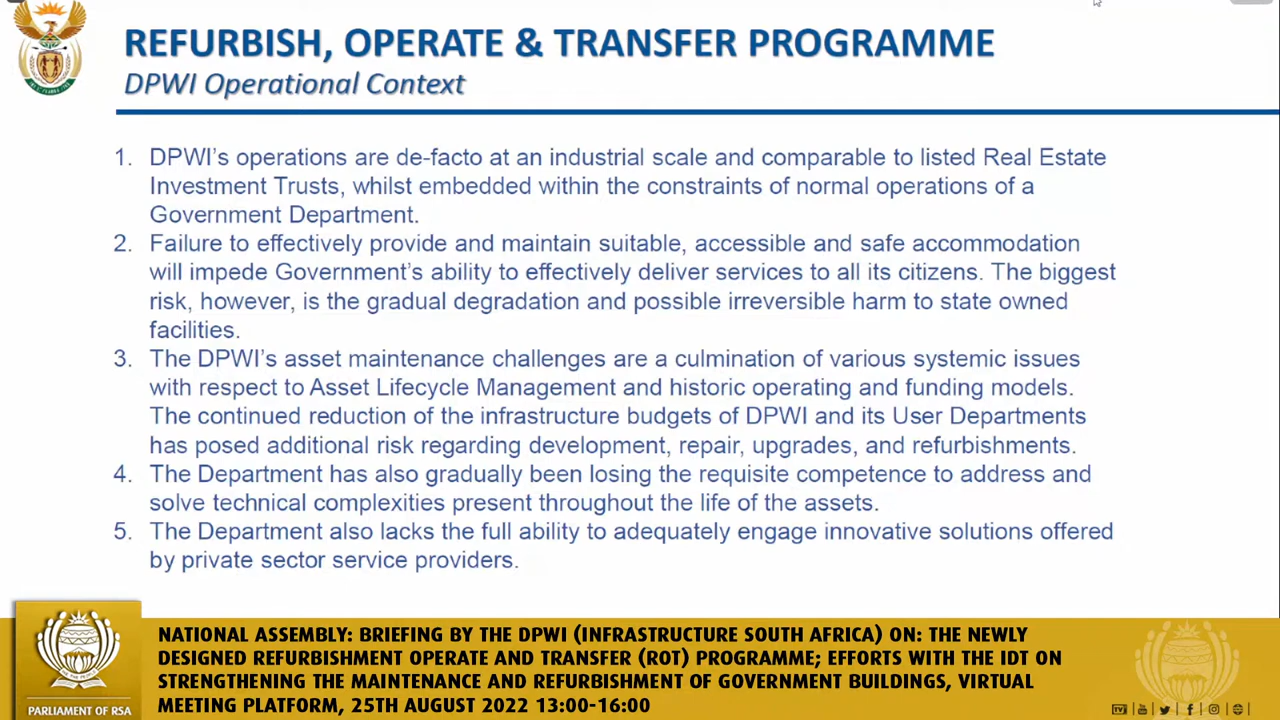 REFURBISH, OPERATE & TRANSFER PROGRAMME
DPWI Operational Context
1. DPWI's operations are de-facto at an industrial scale and comparable to listed Real Estate
Investment Trusts, whilst embedded within the constraints of normal operations of a
Government Department.
2. Failure to effectively provide and maintain suitable, accessible and safe accommodation
will impede Government's ability to effectively deliver services to all its citizens. The biggest
risk, however, is the gradual degradation and possible irreversible harm to state owned
facilities.
3. The DPWI's asset maintenance challenges are a culmination of various systemic issues
with respect to Asset Lifecycle Management and historic operating and funding models.
The continued reduction of the infrastructure budgets of DPWI and its User Departments
has posed additional risk regarding development, repair, upgrades, and refurbishments.
4. The Department has also gradually been losing the requisite competence to address and
solve technical complexities present throughout the life of the assets.
5. The Department also lacks the full ability to adequately engage innovative solutions offered
by private sector service providers.
NATIONAL ASSEMBLY: BRIEFING BY THE DPWI (INFRASTRUCTURE SOUTH AFRICA) ON: THE NEWLY
DESIGNED REFURBISHMENT OPERATE AND TRANSFER (ROT) PROGRAMME; EFFORTS WITH THE IDT ON
STRENGTHENING THE MAINTENANCE AND REFURBISHMENT OF GOVERNMENT BUILDINGS, VIRTUAL
MEETING PLATFORM, 25TH AUGUST 2022 13:00-16:00
PARLIAMENT OF RSA